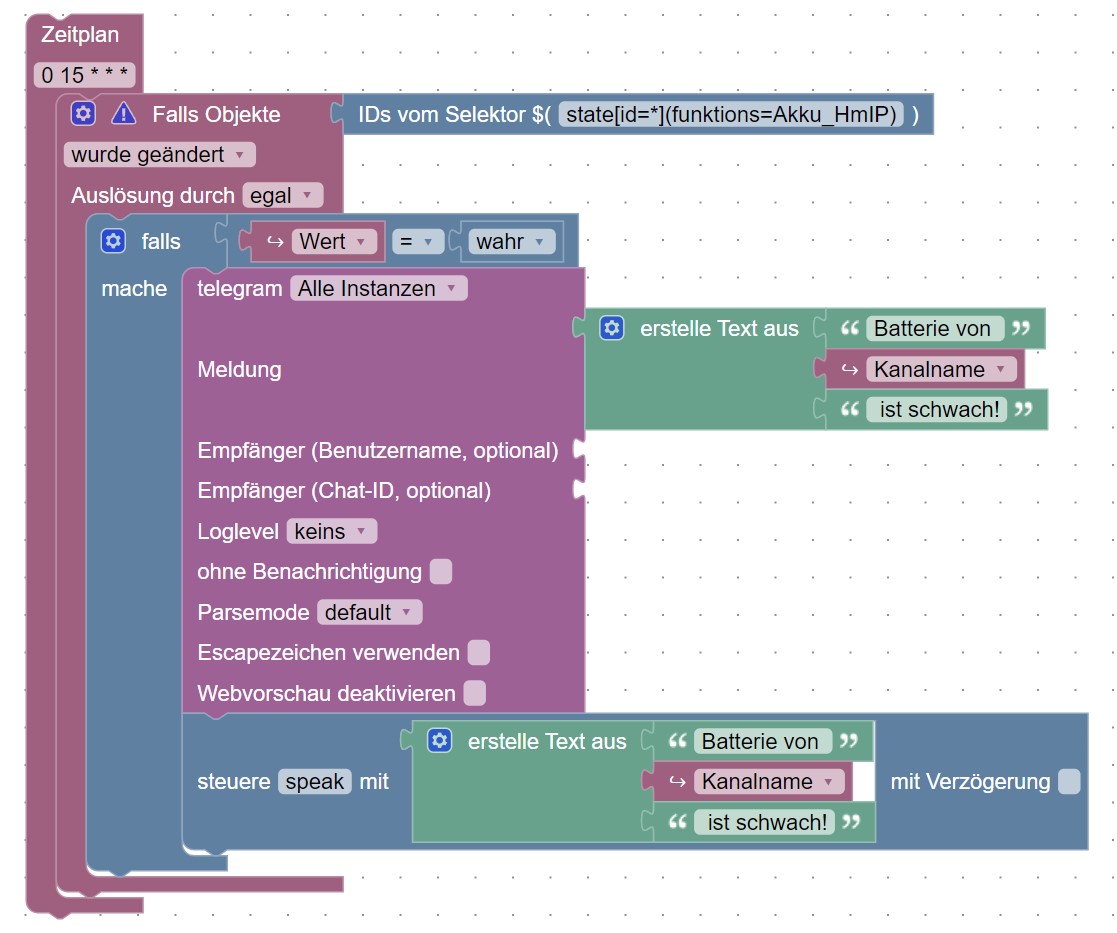 Zeitplan
0 15 * * *
Falls Objekte IDs vom Selektor $( state[id=*](funktions=Akku_HmIP) )
wurde geändert
Auslösung durch egal
falls Wert = wahr
mache telegram Alle Instanzen
erstelle Text aus “ Batterie von ”
Meldung Kanalname
“ ist schwach! ”
Empfänger (Benutzername, optional)
Empfänger (Chat-ID, optional)
Loglevel keins
ohne Benachrichtigung
Parsemode default
Escapezeichen verwenden
Webvorschau deaktivieren
erstelle Text aus “ Batterie von ”
steuere speak mit Kanalname mit Verzögerung
“ ist schwach! ”